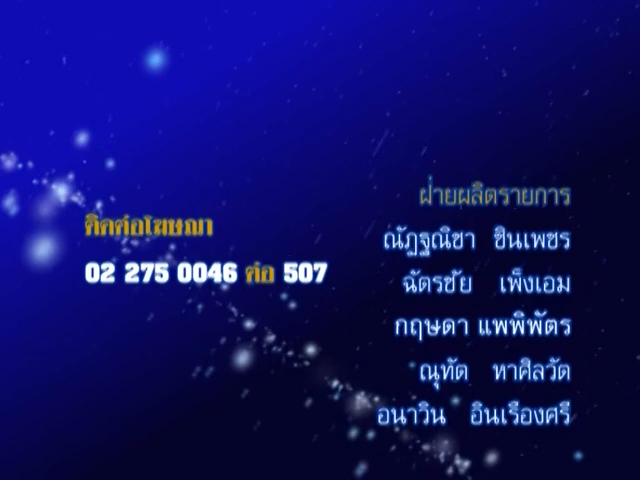 ติดต่อโฆษณา
02 275 0046 ต่อ 507
ฝ่ายผลิตรายการ
ณัฏฐณิชา ชินเพชร
ฉัตรชัย เพ็งเอม
กฤษดา แพพิพัตร
ณุทัต หาศิลวัต
อนาวิน อินเรืองศรี